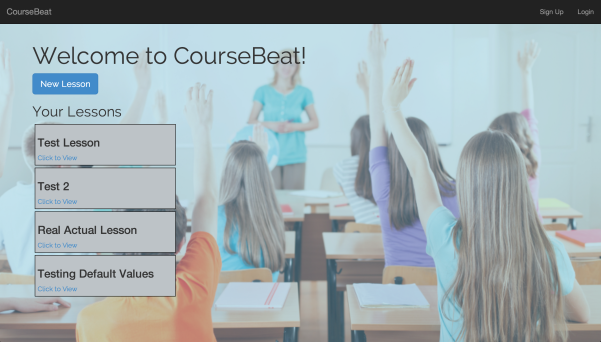 CourseBeat
Sign Up
Login
Welcome to CourseBeat!
New Lesson
Your Lessons
Test Lesson
Click to View
Test 2
Click to View
Real Actual Lesson
Click to View
Testing Default Values
Click to View